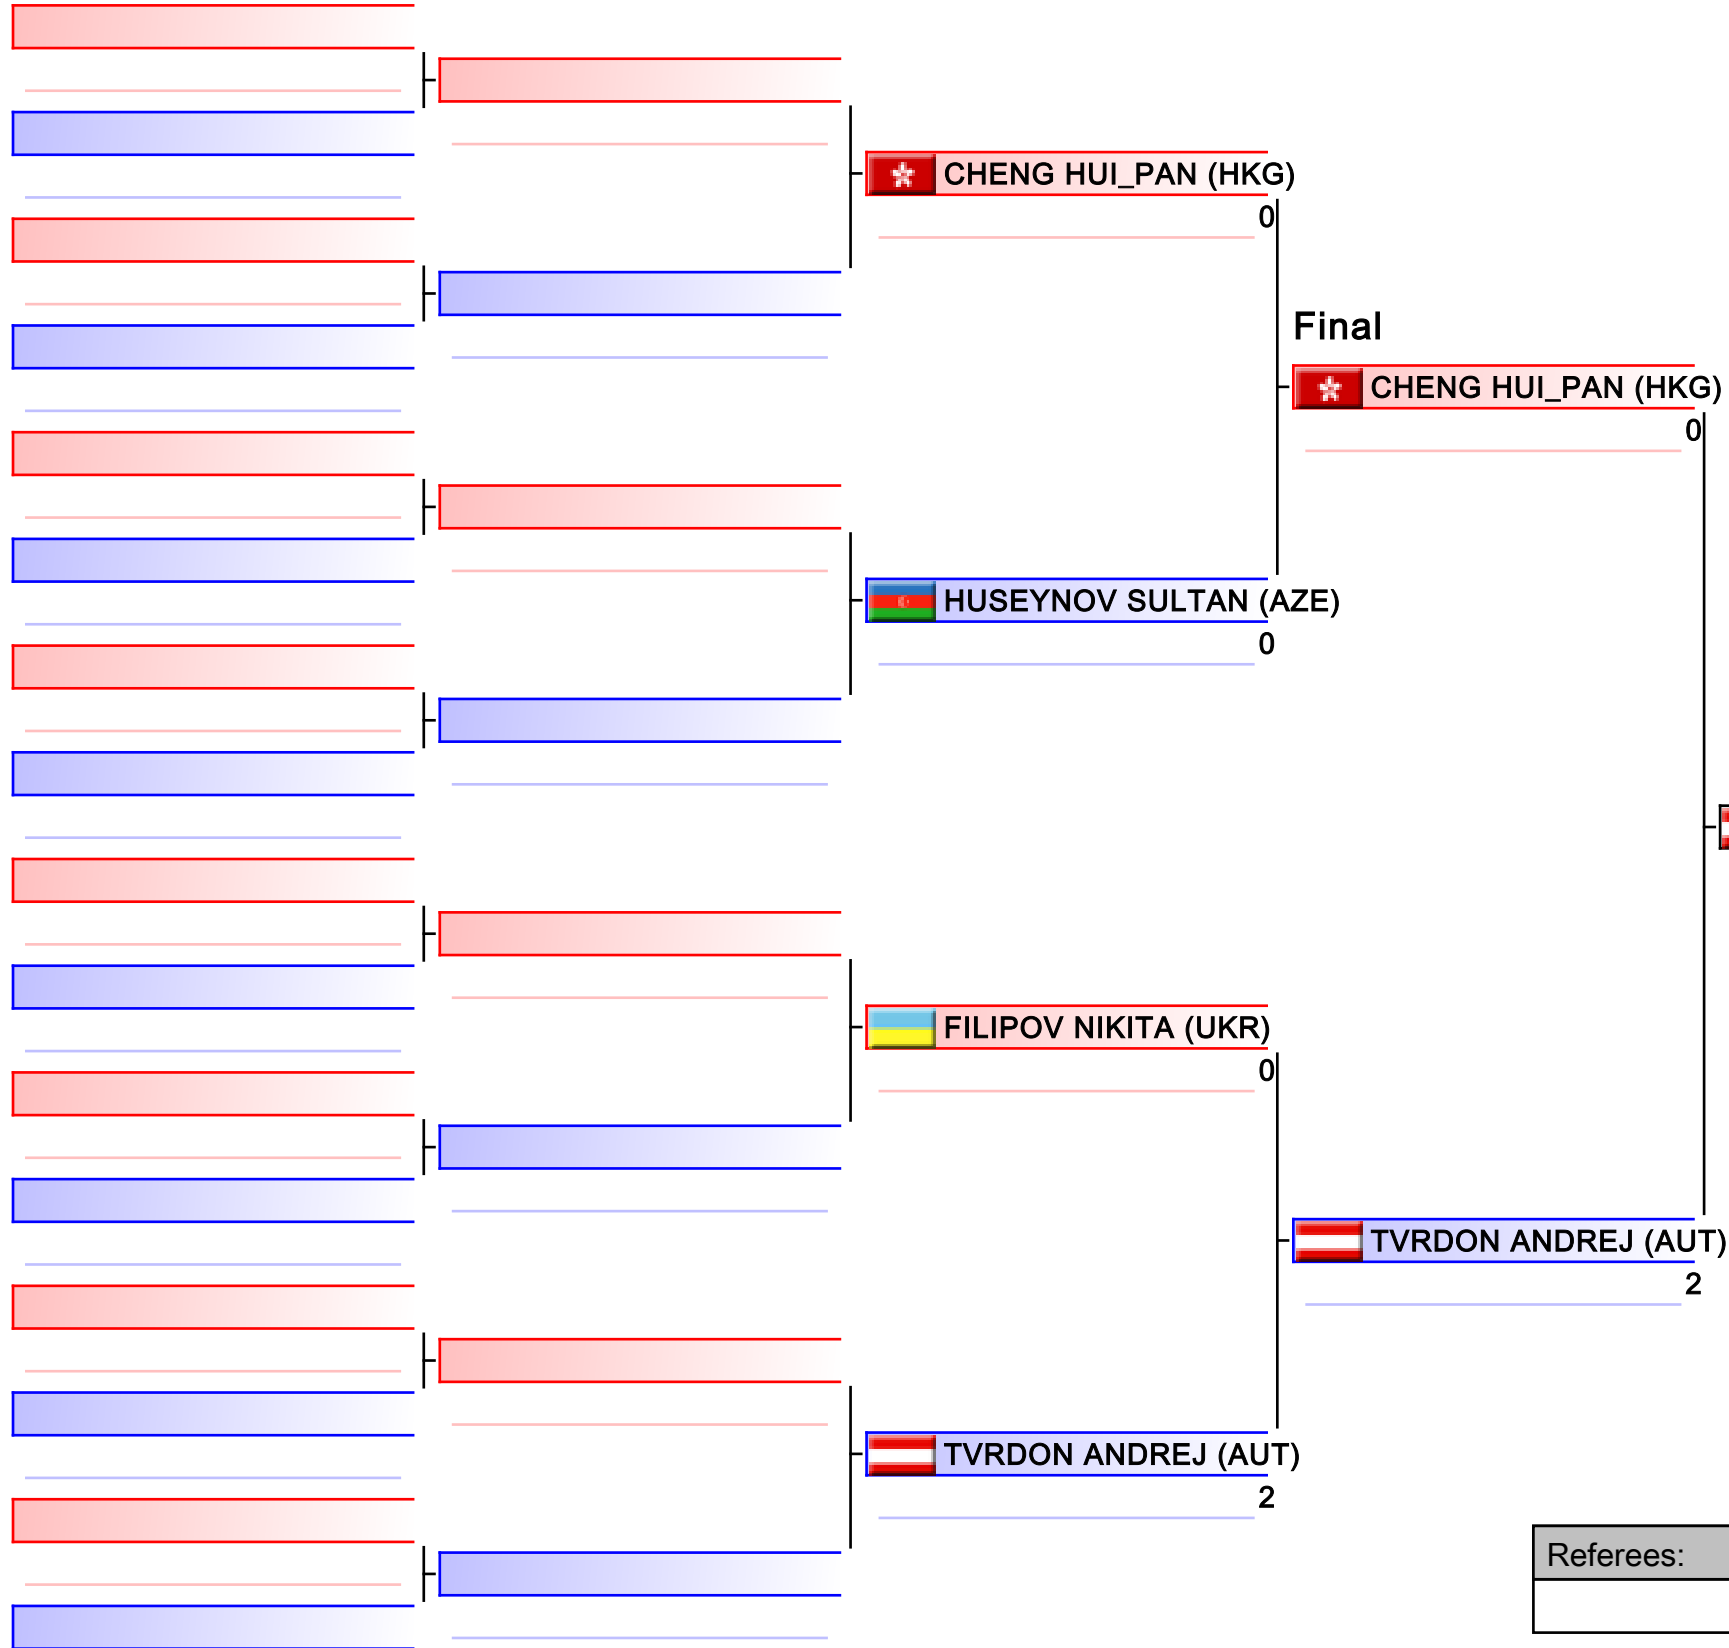 CHENG HUI_PAN (HKG)
0
Final
CHENG HUI_PAN (HKG)
0
HUSEYNOV SULTAN (AZE)
0
FILIPOV NIKITA (UKR)
0
TVRDON ANDREJ (AUT)
2
TVRDON ANDREJ (AUT)
2
Referees: